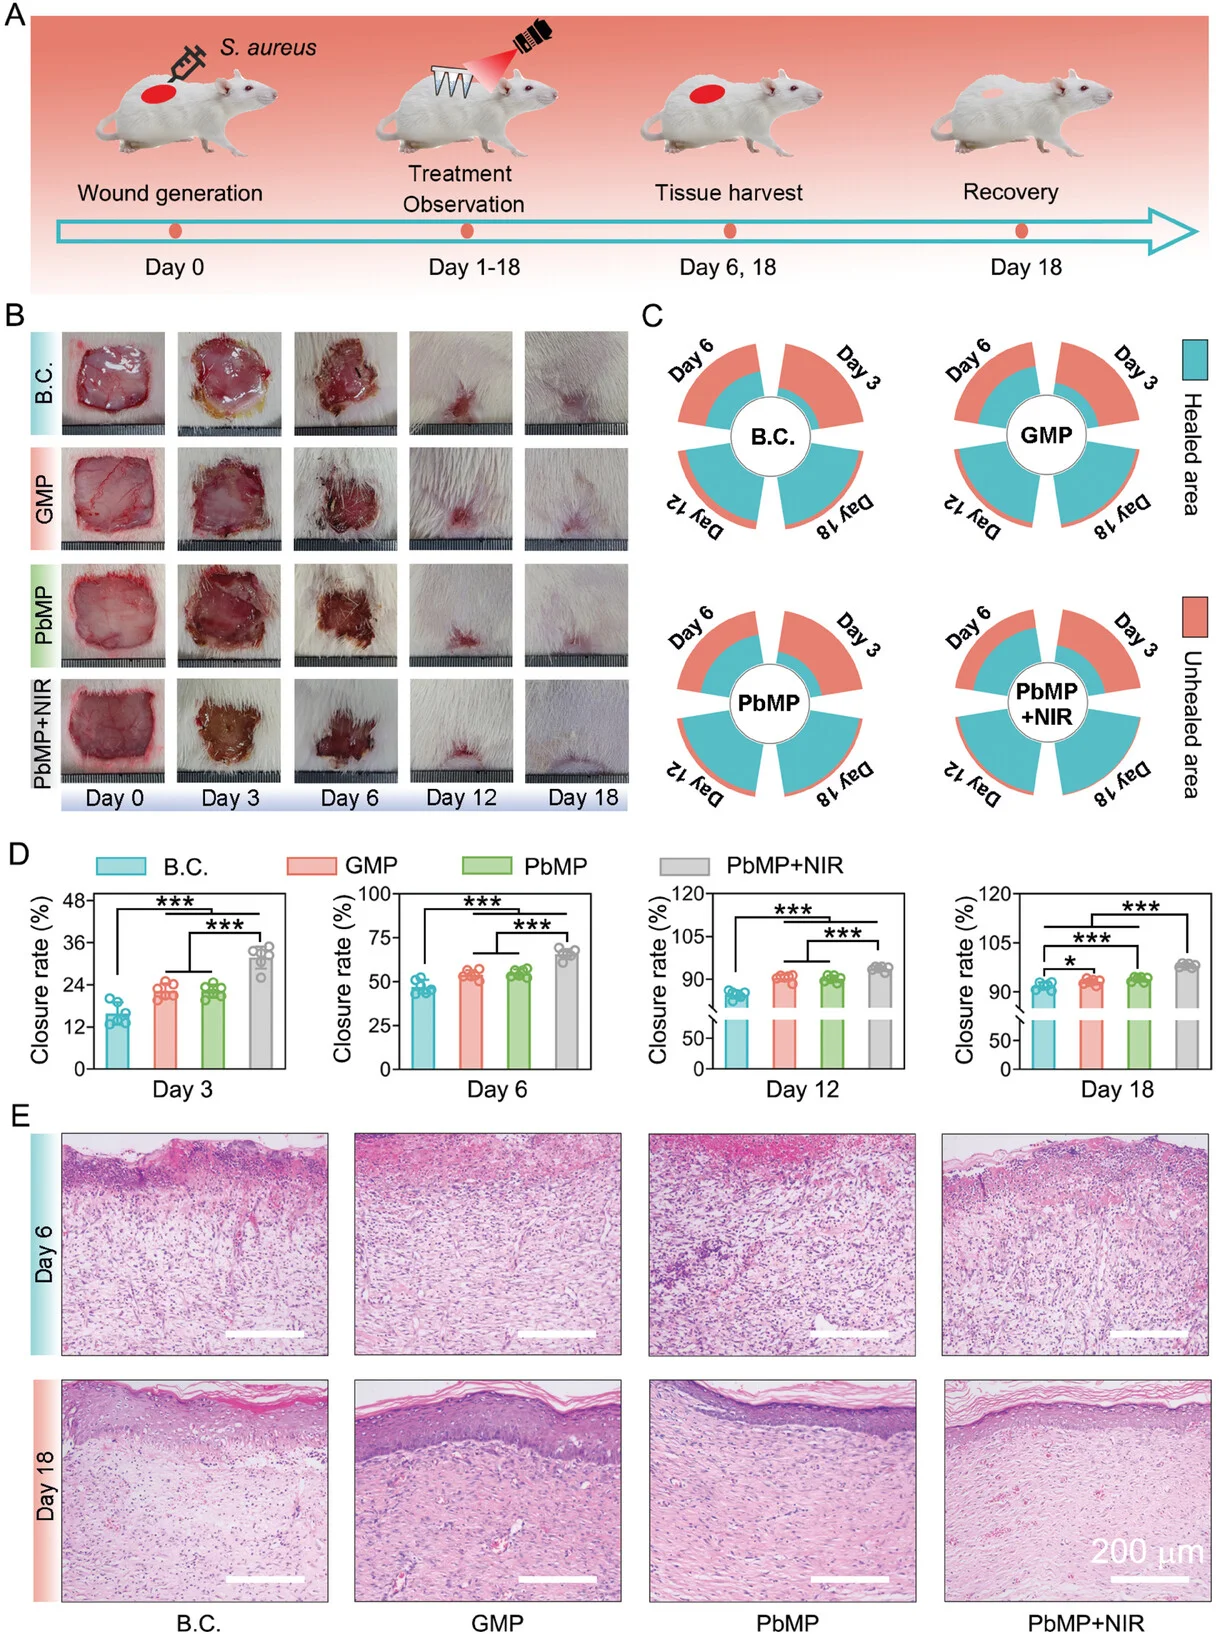 A
S. aureus
Wound generation
Treatment
Observation
Tissue harvest
Recovery
Day 0
Day 1-18
Day 6, 18
Day 18
B
B.C.
GMP
PbMP
PbMP+NIR
Day 0
Day 3
Day 6
Day 12
Day 18
C
Day 6
Day 3
B.C.
Day 12
Day 18
Day 6
Day 3
GMP
Day 12
Day 18
Healed area
Day 6
Day 3
PbMP
Day 12
Day 18
Day 6
Day 3
PbMP
+NIR
Day 12
Day 18
Unhealed area
D
B.C.
GMP
PbMP
PbMP+NIR
Closure rate (%)
48
36
24
12
0
***
***
Day 3
Closure rate (%)
100
75
50
25
0
***
***
Day 6
Closure rate (%)
120
105
90
50
0
***
***
Day 12
Closure rate (%)
120
105
90
50
0
***
***
*
Day 18
E
Day 6
Day 18
200 μm
B.C.
GMP
PbMP
PbMP+NIR